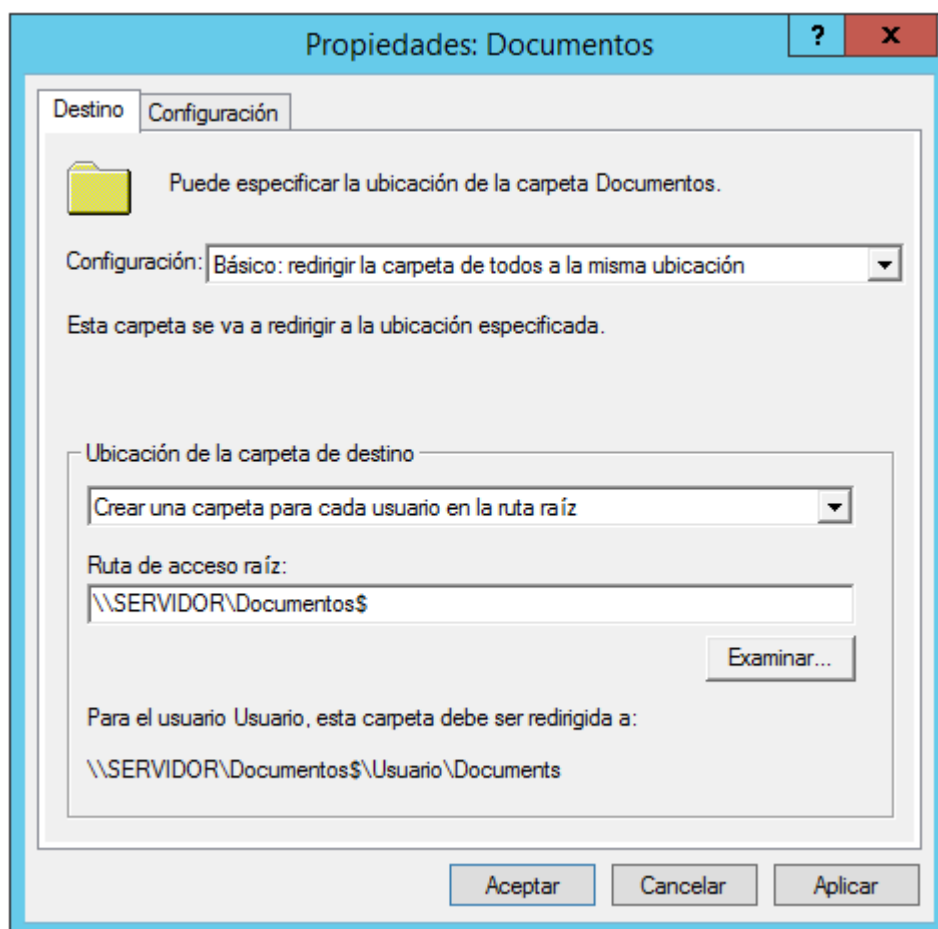 Propiedades: Documentos
?
x
Destino
Configuración
Puede especificar la ubicación de la carpeta Documentos.
Configuración: Básico: redirigir la carpeta de todos a la misma ubicación
Esta carpeta se va a redirigir a la ubicación especificada.
Ubicación de la carpeta de destino
Crear una carpeta para cada usuario en la ruta raíz
Ruta de acceso raíz:
\\SERVIDOR\Documentos$
Examinar...
Para el usuario Usuario, esta carpeta debe ser redirigida a:
\\SERVIDOR\Documentos$\Usuario\Documents
Aceptar
Cancelar
Aplicar